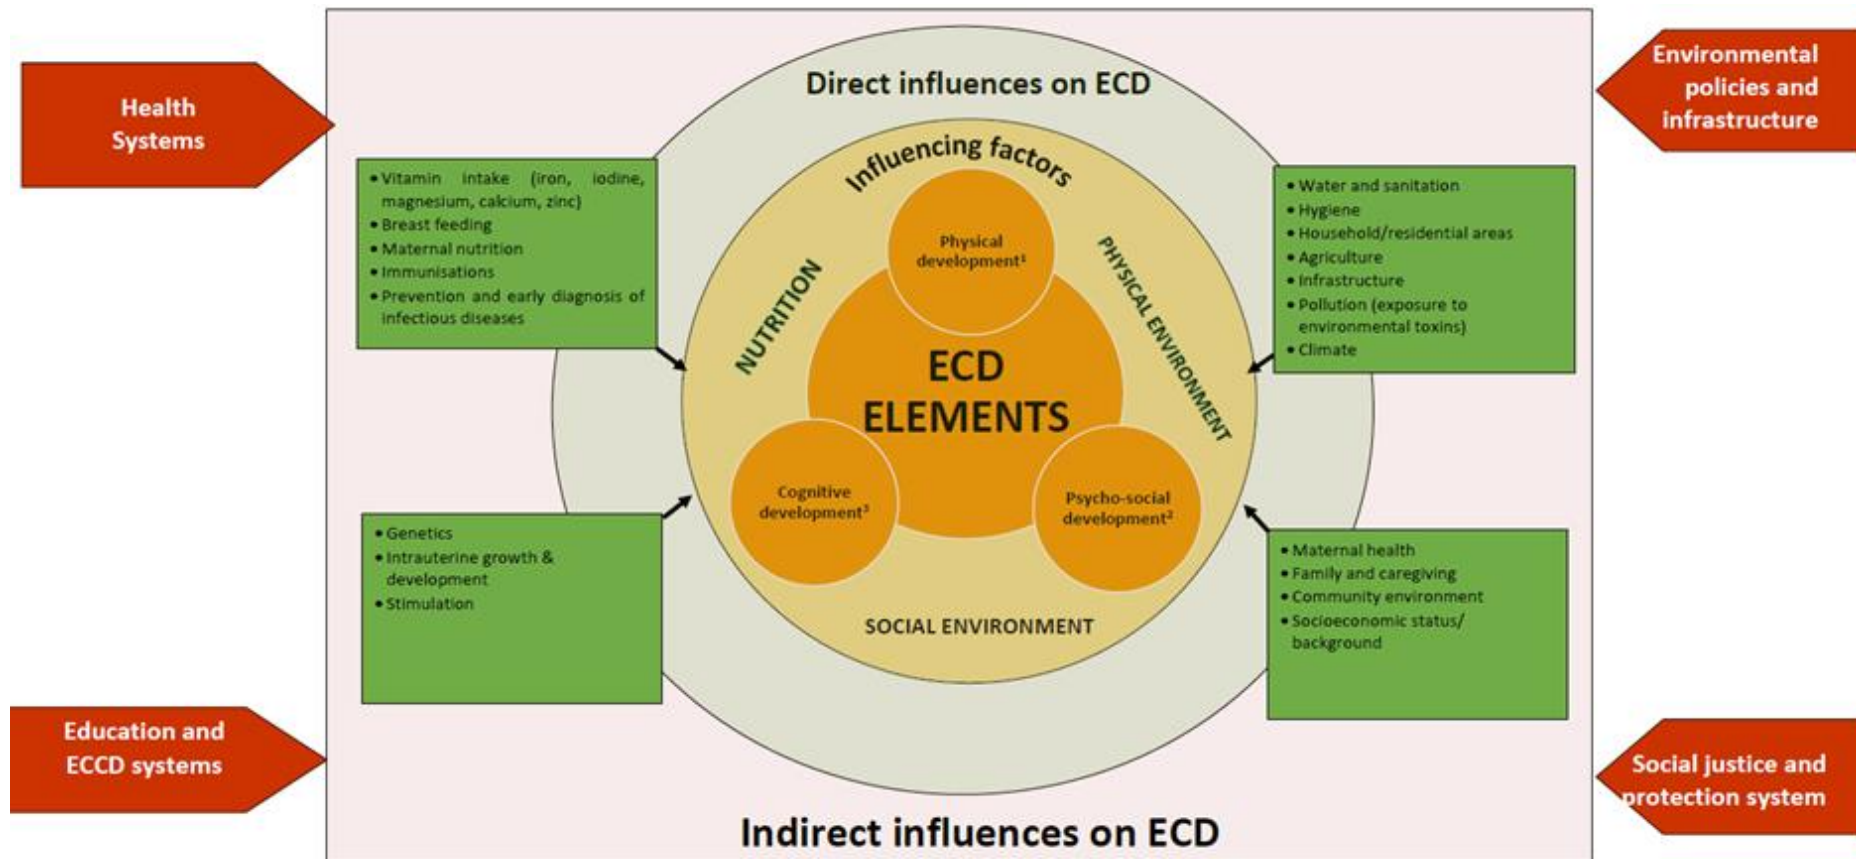 Health
Systems
Environmental
policies and
infrastructure
Direct influences on ECD
Influencing factors
• Vitamin intake (iron, iodine,
magnesium, calcium, zinc)
• Breast feeding
• Maternal nutrition
• Immunisations
• Prevention and early diagnosis of
infectious diseases
• Water and sanitation
• Hygiene
• Household/residential areas
• Agriculture
• Infrastructure
• Pollution (exposure to
environmental toxins)
• Climate
NUTRITION
PHYSICAL ENVIRONMENT
Physical
development¹
ECD
ELEMENTS
Cognitive
development³
Psycho-social
development²
SOCIAL ENVIRONMENT
• Genetics
• Intrauterine growth &
development
• Stimulation
• Maternal health
• Family and caregiving
• Community environment
• Socioeconomic status/
background
Education and
ECCD systems
Social justice and
protection system
Indirect influences on ECD